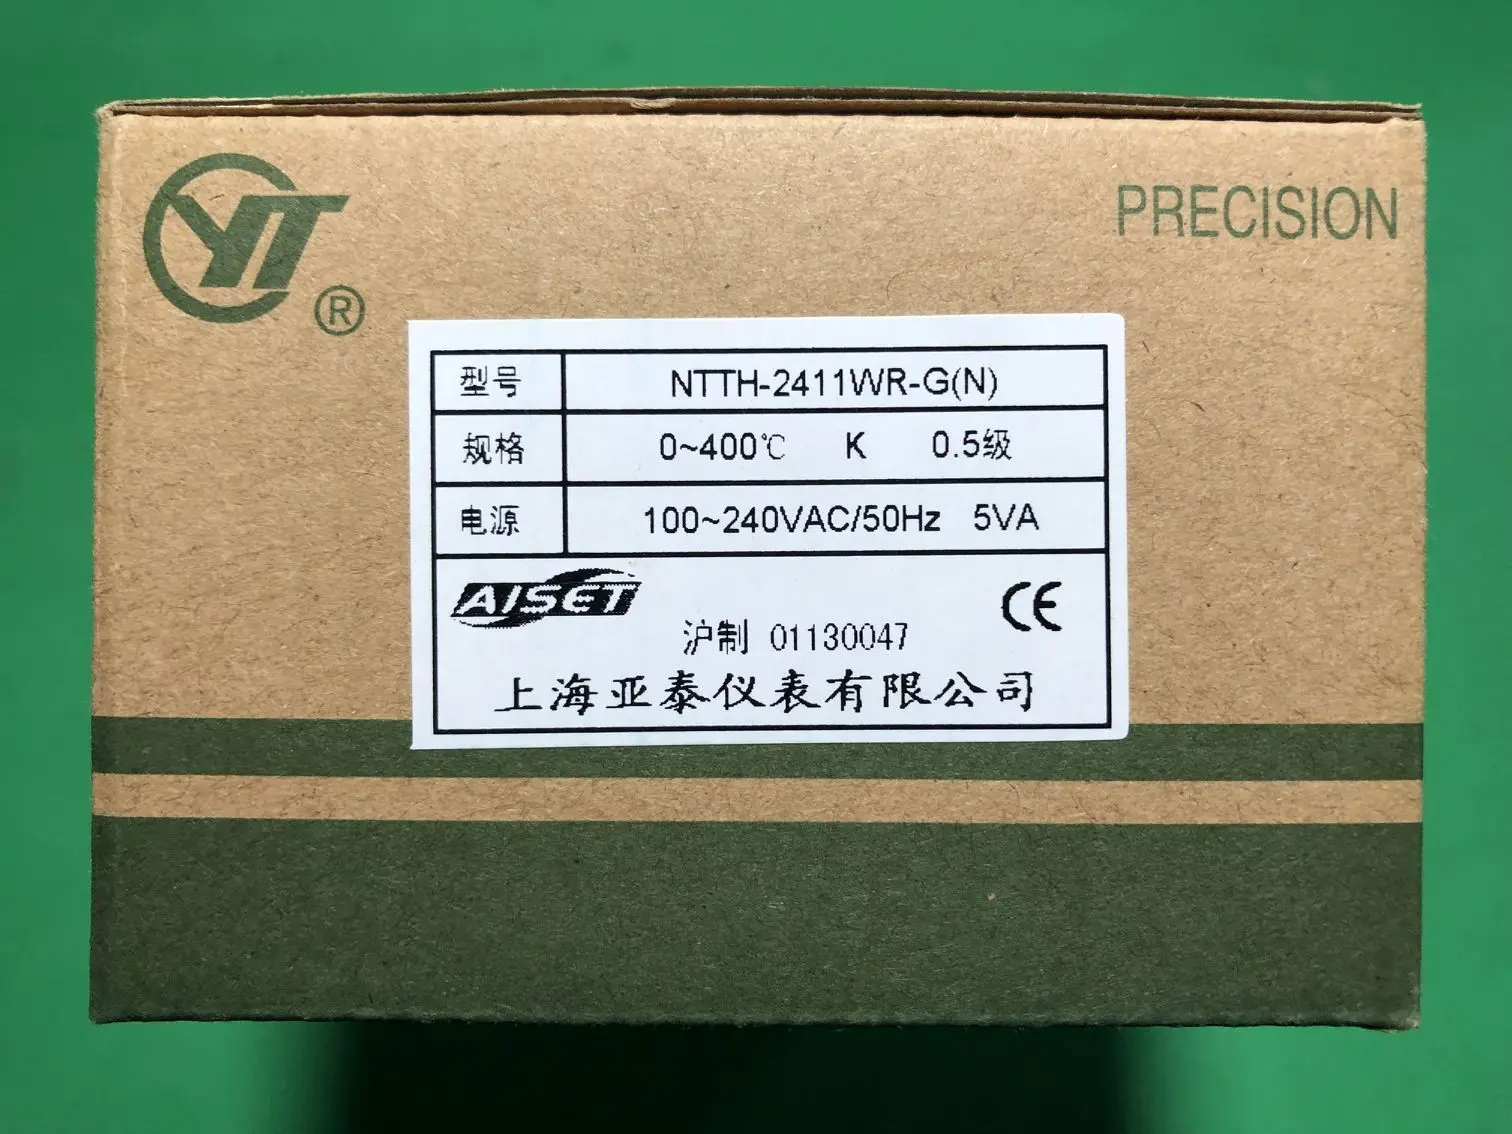 YT®
PRECISION
型号 NTTH-2411WR-G(N)
规格 0~400℃ K 0.5级
电源 100~240VAC/50Hz 5VA
AISET
CE
沪制 01130047
上海亚泰仪表有限公司